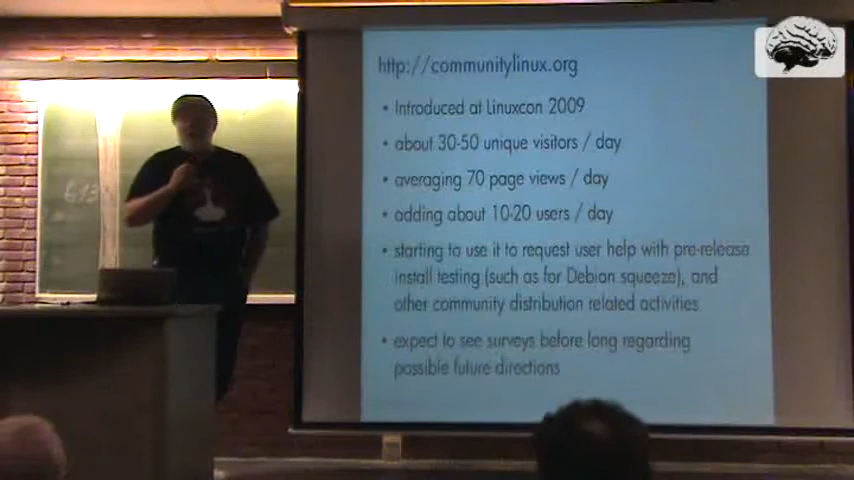 http://communitylinux.org
• Introduced at Linuxcon 2009
• about 30-50 unique visitors / day
• averaging 70 page views / day
• adding about 10-20 users / day
• starting to use it to request user help with pre-release
install testing (such as for Debian squeeze), and
other community distribution related activities
• expect to see surveys before long regarding
possible future directions